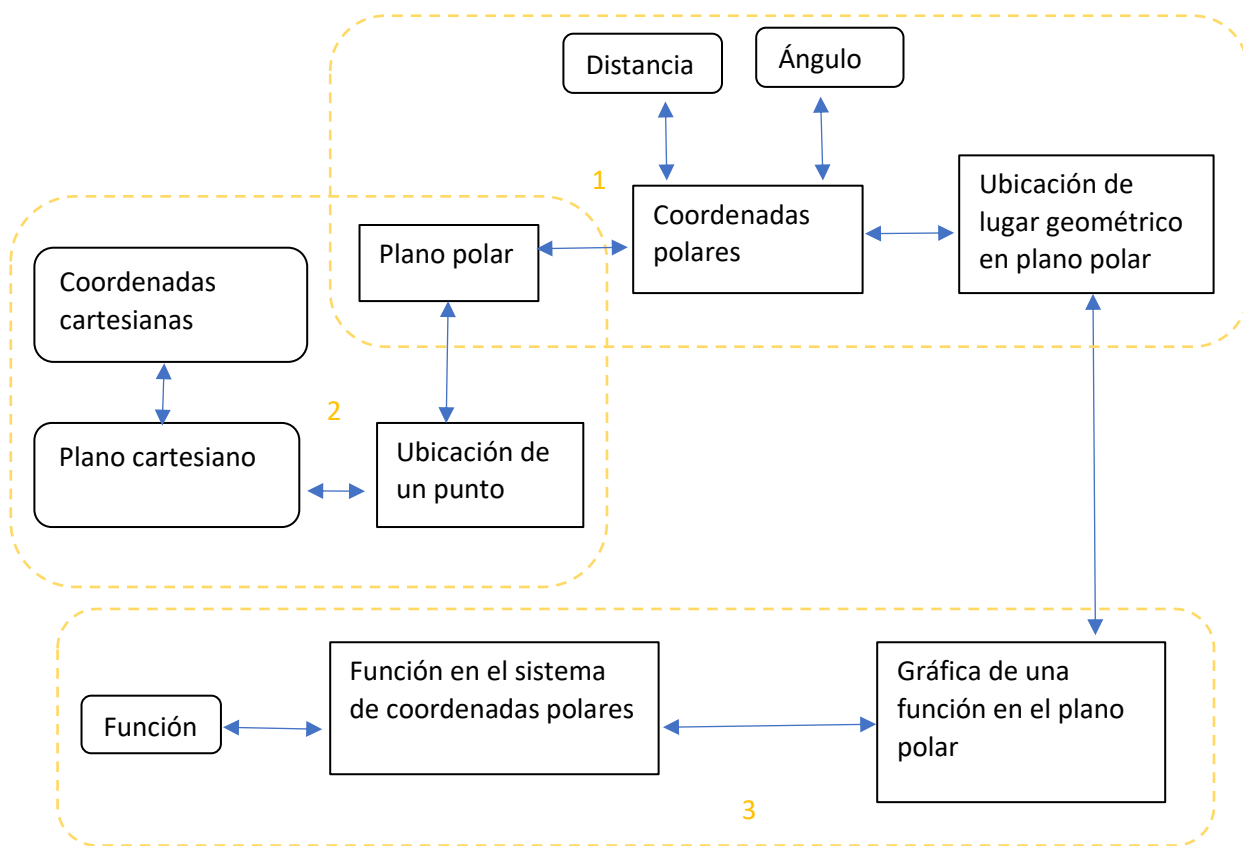 Distancia
Ángulo
1
Coordenadas
polares
Ubicación de
lugar geométrico
en plano polar
Plano polar
Coordenadas
cartesianas
2
Plano cartesiano
Ubicación de
un punto
Función
Función en el sistema
de coordenadas polares
Gráfica de una
función en el plano
polar
3